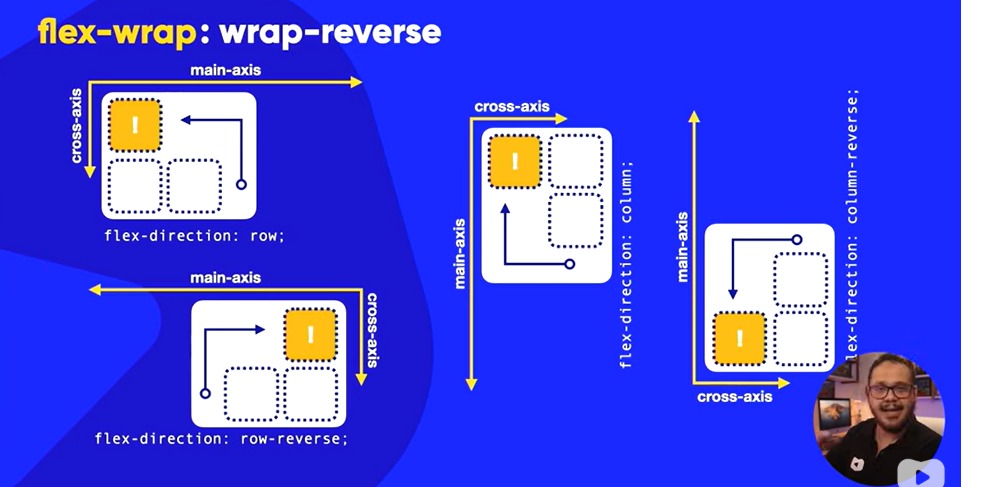 flex-wrap: wrap-reverse
main-axis
cross-axis
!
flex-direction: row;
main-axis
cross-axis
!
flex-direction: row-reverse;
cross-axis
main-axis
!
flex-direction: column;
main-axis
cross-axis
!
flex-direction: column-reverse;